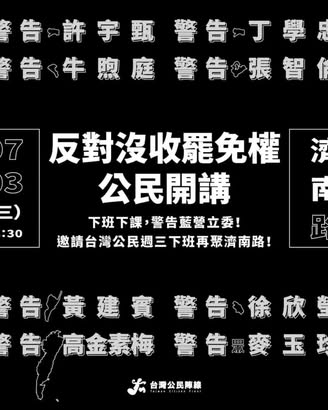 警告 許宇甄 警告 丁學忠
警告 牛煦庭 警告 張智倫
07
03
(三)
:30
反對沒收罷免權
公民開講
下班下課,警告藍營立委!
邀請台灣公民週三下班再聚濟南路!
濟
南
路
警告 黃建賓 警告 徐欣瑩
警告 高金素梅 警告 麥玉珍
台灣公民陣線
Taiwan Citizen Front